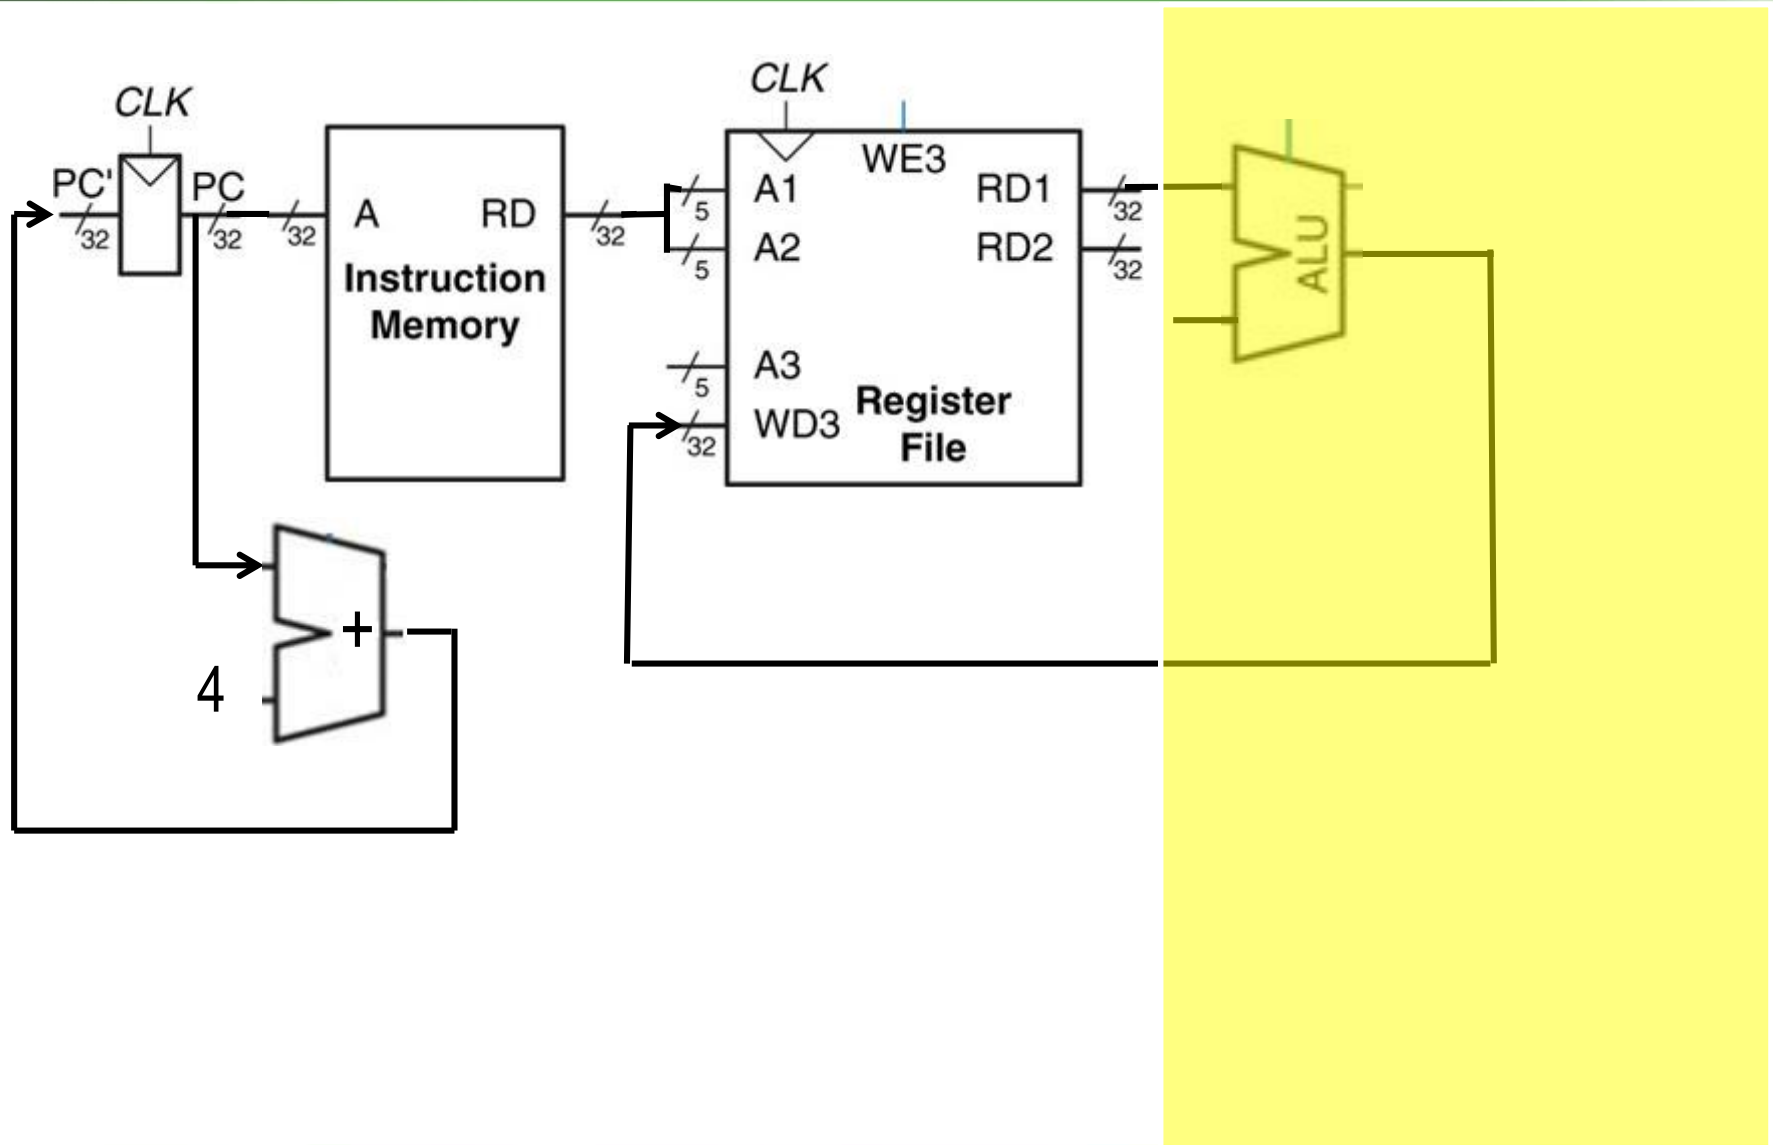 CLK
PC'
32
PC
32
32
A
RD
Instruction
Memory
32
4
+
CLK
WE3
5
A1
5
A2
5
A3
32
WD3
RD1
32
RD2
32
Register
File
ALU